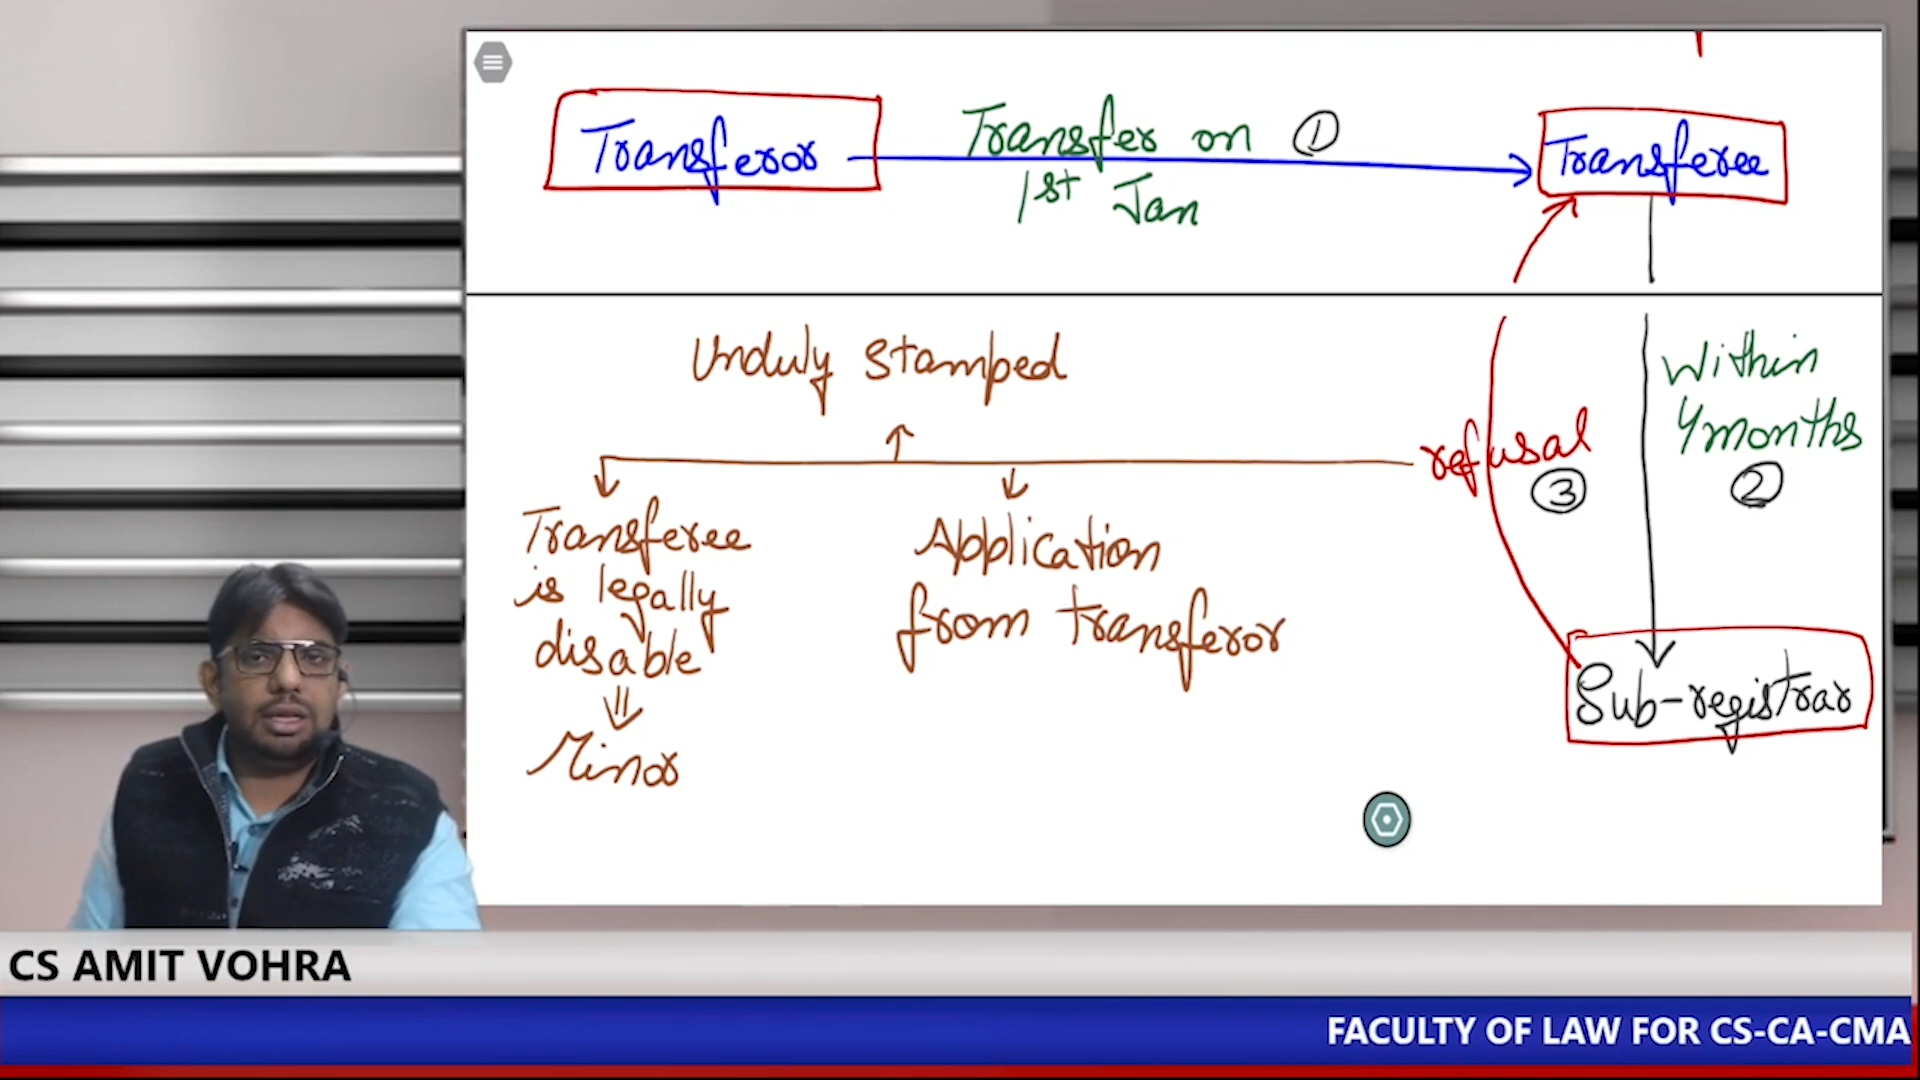 Transferor
Transfer on ①
1st Jan
Transferee
Unduly stamped
Within
4 months
②
refusal
③
Transferee
is legally
disable
Minor
Application
from transferor
Sub-registrar
CS AMIT VOHRA
FACULTY OF LAW FOR CS-CA-CMA